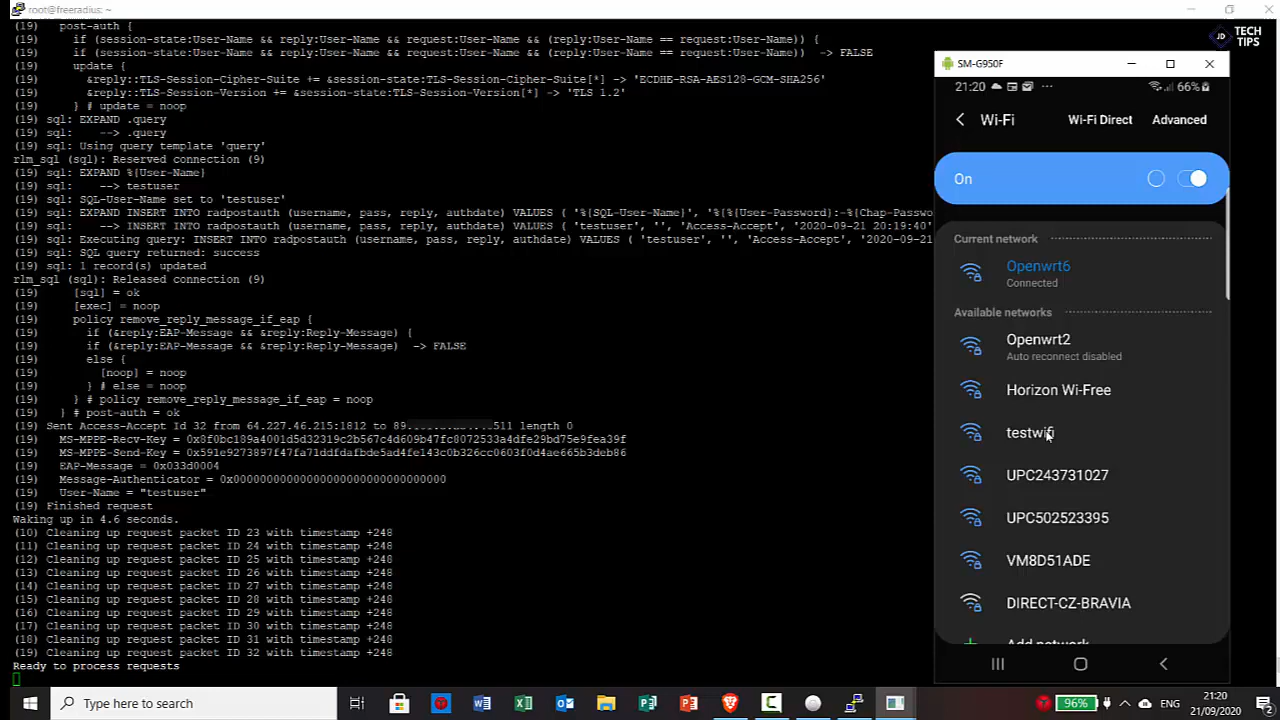 root@freeradius: ~
(19)   post-auth {
(19)     if (session-state:User-Name && reply:User-Name && request:User-Name && (reply:User-Name == request:User-Name)) {
(19)     if (session-state:User-Name && reply:User-Name && request:User-Name && (reply:User-Name == request:User-Name))  -> FALSE
(19)     update {
(19)       &reply::TLS-Session-Cipher-Suite += &session-state:TLS-Session-Cipher-Suite[*] -> 'ECDHE-RSA-AES128-GCM-SHA256'
(19)       &reply::TLS-Session-Version += &session-state:TLS-Session-Version[*] -> 'TLS 1.2'
(19)     } # update = noop
(19) sql: EXPAND .query
(19) sql:    --> .query
(19) sql: Using query template 'query'
rlm_sql (sql): Reserved connection (9)
(19) sql: EXPAND %{User-Name}
(19) sql:    --> testuser
(19) sql: SQL-User-Name set to 'testuser'
(19) sql: EXPAND INSERT INTO radpostauth (username, pass, reply, authdate) VALUES ( '%{SQL-User-Name}', '%{%{User-Password}:-%{Chap-Passwo
(19) sql:    --> INSERT INTO radpostauth (username, pass, reply, authdate) VALUES ( 'testuser', '', 'Access-Accept', '2020-09-21 20:19:40'
(19) sql: Executing query: INSERT INTO radpostauth (username, pass, reply, authdate) VALUES ( 'testuser', '', 'Access-Accept', '2020-09-21
(19) sql: SQL query returned: success
(19) sql: 1 record(s) updated
rlm_sql (sql): Released connection (9)
(19)     [sql] = ok
(19)     [exec] = noop
(19)     policy remove_reply_message_if_eap {
(19)       if (&reply:EAP-Message && &reply:Reply-Message) {
(19)       if (&reply:EAP-Message && &reply:Reply-Message)  -> FALSE
(19)       else {
(19)         [noop] = noop
(19)       } # else = noop
(19)     } # policy remove_reply_message_if_eap = noop
(19)   } # post-auth = ok
(19) Sent Access-Accept Id 32 from 64.227.46.215:1812 to 89. 511 length 0
(19)   MS-MPPE-Recv-Key = 0x8f0bc189a4081d5d32319c2b567c4d609b47fc8072533a4dfe29bd75e9fea39f
(19)   MS-MPPE-Send-Key = 0x591e9273897f47fa71ddfdafbde5ad4fe143c0b326cc0603f0d4ae665b3deb86
(19)   EAP-Message = 0x033d0004
(19)   Message-Authenticator = 0x00000000000000000000000000000000
(19)   User-Name = "testuser"
(19) Finished request
Waking up in 4.6 seconds.
(10) Cleaning up request packet ID 23 with timestamp +248
(11) Cleaning up request packet ID 24 with timestamp +248
(12) Cleaning up request packet ID 25 with timestamp +248
(13) Cleaning up request packet ID 26 with timestamp +248
(14) Cleaning up request packet ID 27 with timestamp +248
(15) Cleaning up request packet ID 28 with timestamp +248
(16) Cleaning up request packet ID 29 with timestamp +248
(17) Cleaning up request packet ID 30 with timestamp +248
(18) Cleaning up request packet ID 31 with timestamp +248
(19) Cleaning up request packet ID 32 with timestamp +248
Ready to process requests
JD TECH
TIPS
SM-G950F
21:20 66%
Wi-Fi Wi-Fi Direct Advanced
On
Current network
Openwrt6
Connected
Available networks
Openwrt2
Auto reconnect disabled
Horizon Wi-Free
testwifi
UPC243731027
UPC502523395
VM8D51ADE
DIRECT-CZ-BRAVIA
Add network
Type here to search
96% ENG 21:20
21/09/2020
2